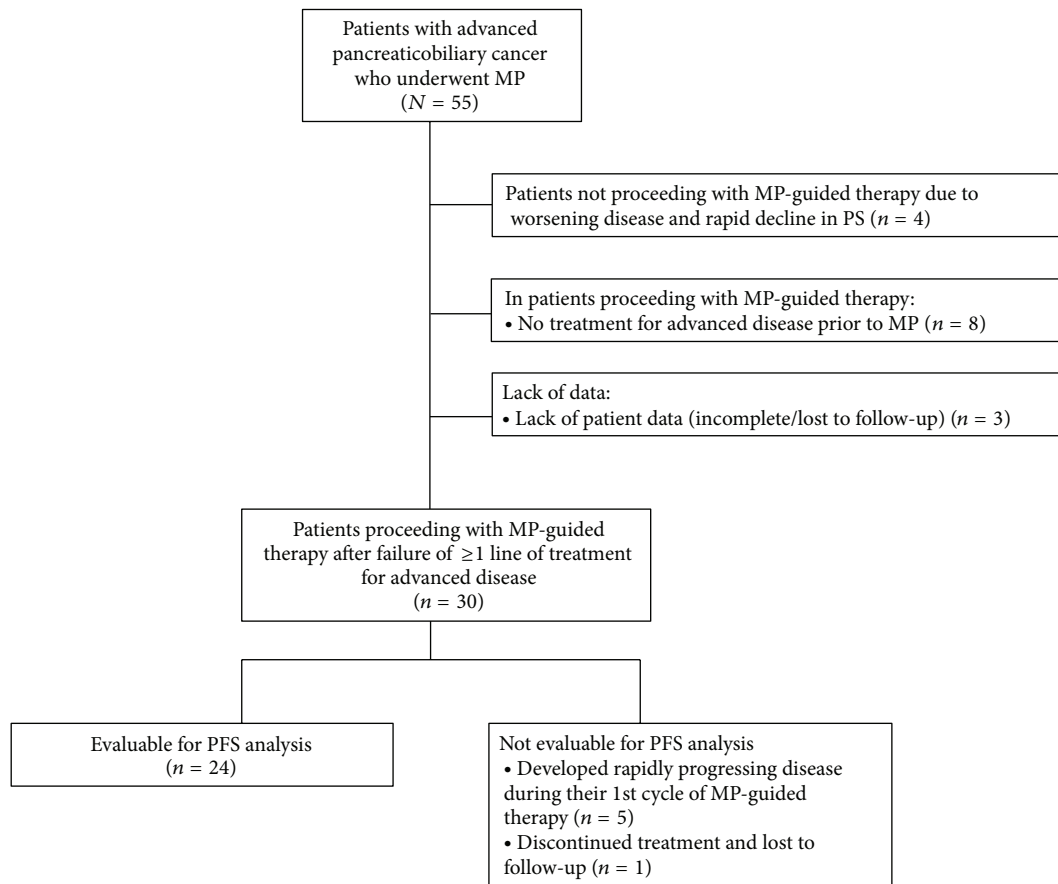 Patients with advanced
pancreaticobiliary cancer
who underwent MP
(N = 55)
Patients not proceeding with MP-guided therapy due to
worsening disease and rapid decline in PS (n = 4)
In patients proceeding with MP-guided therapy:
• No treatment for advanced disease prior to MP (n = 8)
Lack of data:
• Lack of patient data (incomplete/lost to follow-up) (n = 3)
Patients proceeding with MP-guided
therapy after failure of ≥1 line of treatment
for advanced disease
(n = 30)
Evaluable for PFS analysis
(n = 24)
Not evaluable for PFS analysis
• Developed rapidly progressing disease
during their 1st cycle of MP-guided
therapy (n = 5)
• Discontinued treatment and lost to
follow-up (n = 1)